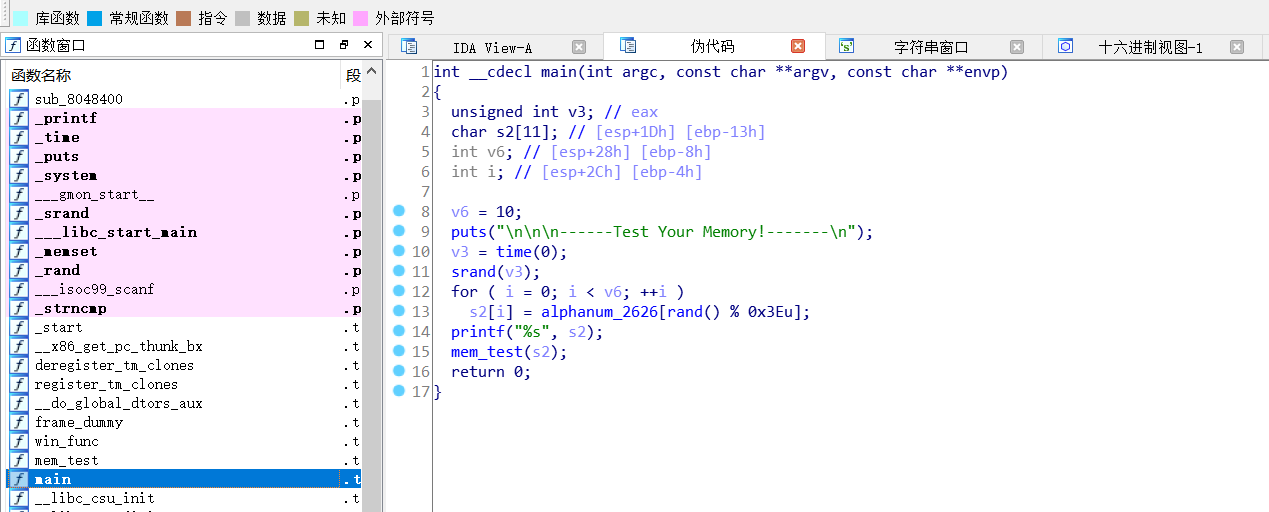 库函数 常规函数 指令 数据 未知 外部符号
函数窗口
函数名称 段
sub_8048400 .p
_printf .p
_time .p
_puts .p
_system .p
___gmon_start__ .p
_srand .p
___libc_start_main .p
_memset .p
_rand .p
___isoc99_scanf .p
_strncmp .p
_start .t
__x86_get_pc_thunk_bx .t
deregister_tm_clones .t
register_tm_clones .t
__do_global_dtors_aux .t
frame_dummy .t
win_func .t
mem_test .t
main .t
__libc_csu_init .t
IDA View-A 伪代码 字符串窗口 十六进制视图-1
1 int __cdecl main(int argc, const char **argv, const char **envp)
2 {
3 unsigned int v3; // eax
4 char s2[11]; // [esp+1Dh] [ebp-13h]
5 int v6; // [esp+28h] [ebp-8h]
6 int i; // [esp+2Ch] [ebp-4h]
7
8 v6 = 10;
9 puts("\n\n\n------Test Your Memory!-------\n");
10 v3 = time(0);
11 srand(v3);
12 for ( i = 0; i < v6; ++i )
13 s2[i] = alphanum_2626[rand() % 0x3Eu];
14 printf("%s", s2);
15 mem_test(s2);
16 return 0;
17 }